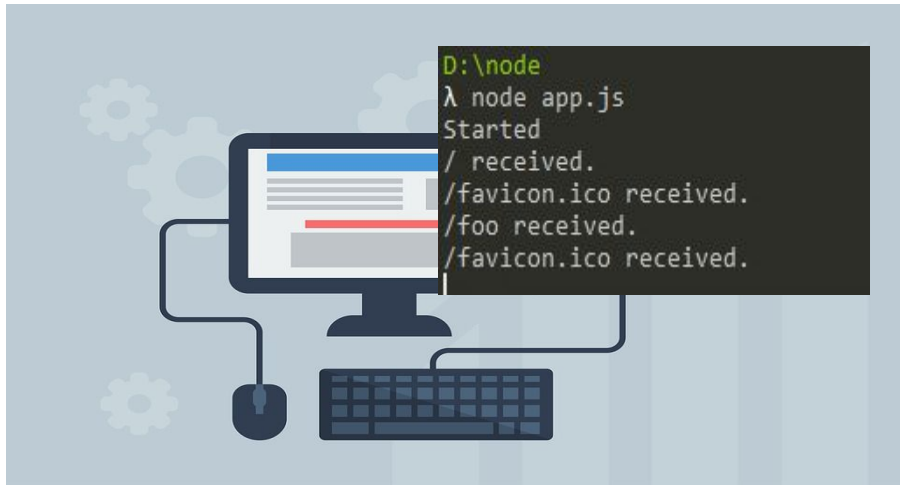 D:\node
λ node app.js
Started
/ received.
/favicon.ico received.
/foo received.
/favicon.ico received.